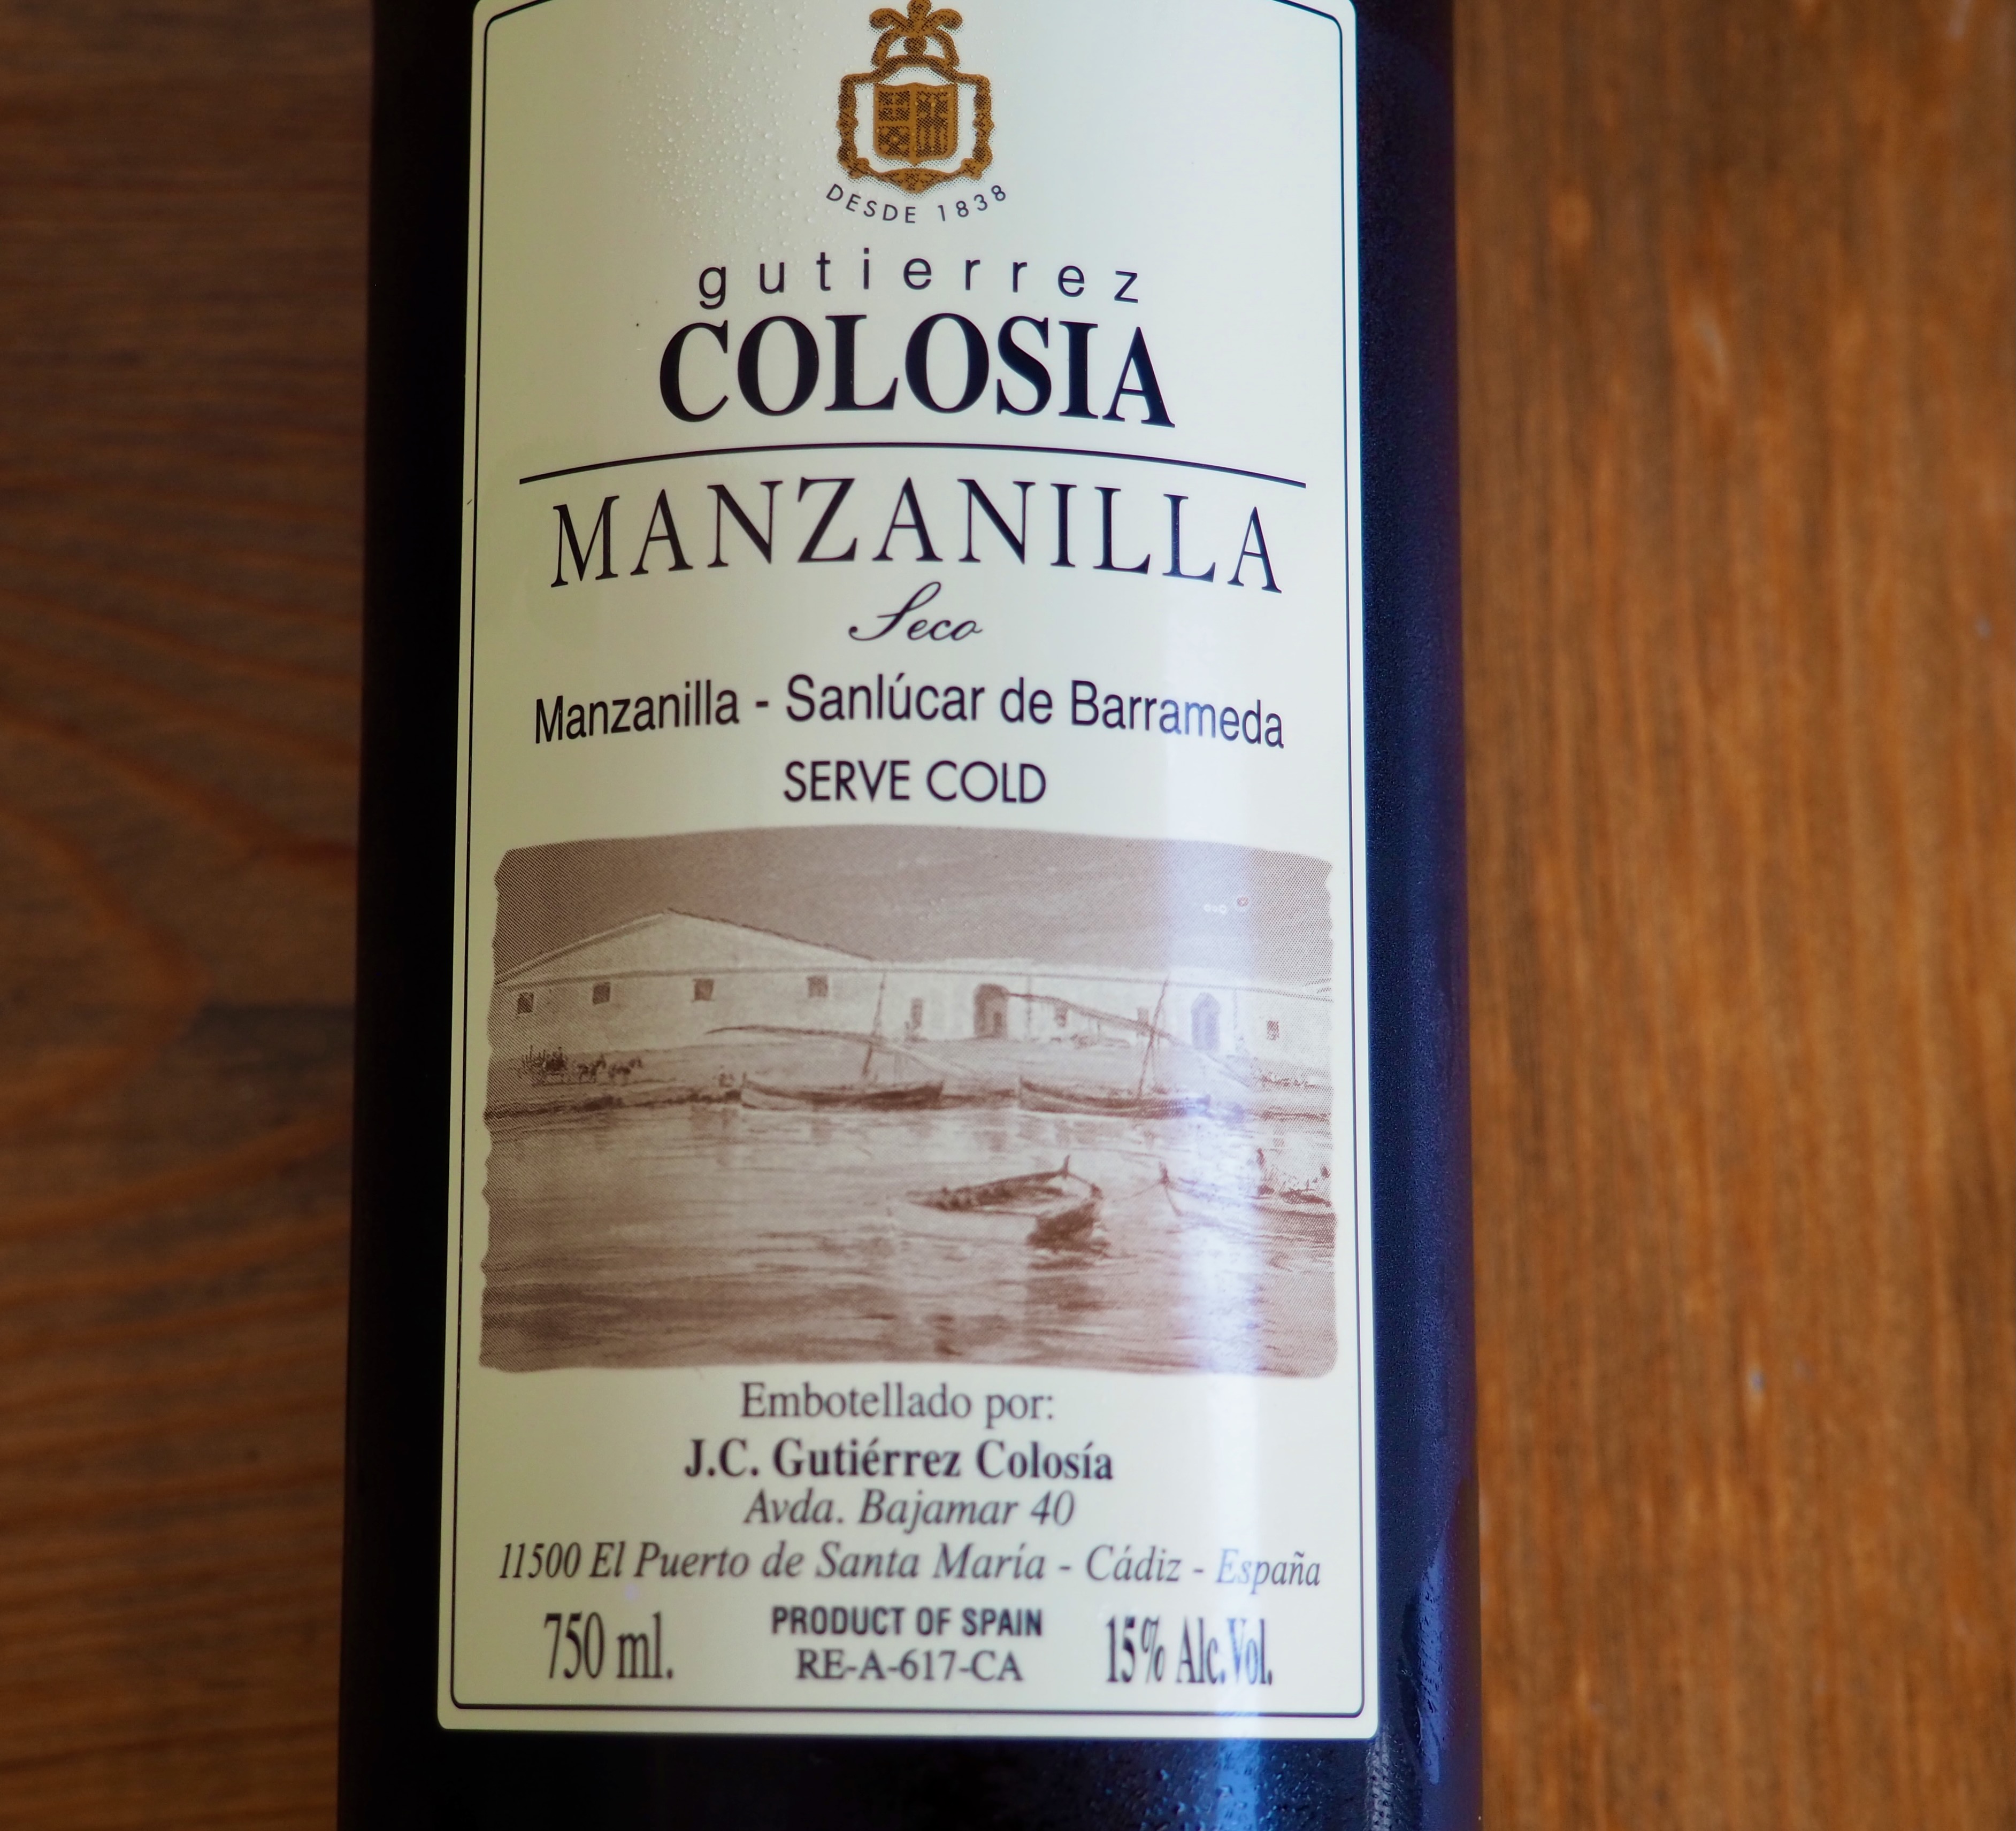 DESDE 1838
gutierrez
COLOSIA
MANZANILLA
Seco
Manzanilla - Sanlúcar de Barrameda
SERVE COLD
Embotellado por:
J.C. Gutiérrez Colosía
Avda. Bajamar 40
11500 El Puerto de Santa María - Cádiz - España
750 ml.
PRODUCT OF SPAIN
RE-A-617-CA
15% Alc.Vol.